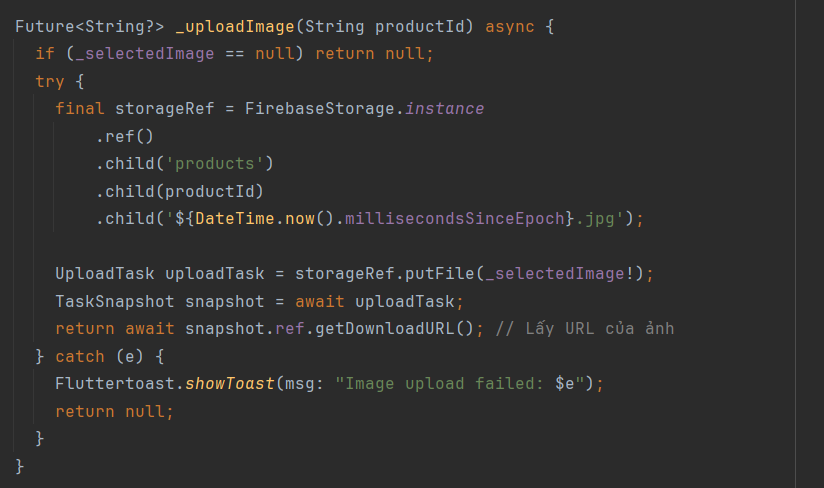 Future<String?> _uploadImage(String productId) async {
  if (_selectedImage == null) return null;
  try {
    final storageRef = FirebaseStorage.instance
        .ref()
        .child('products')
        .child(productId)
        .child('${DateTime.now().millisecondsSinceEpoch}.jpg');

    UploadTask uploadTask = storageRef.putFile(_selectedImage!);
    TaskSnapshot snapshot = await uploadTask;
    return await snapshot.ref.getDownloadURL(); // Lấy URL của ảnh
  } catch (e) {
    Fluttertoast.showToast(msg: "Image upload failed: $e");
    return null;
  }
}